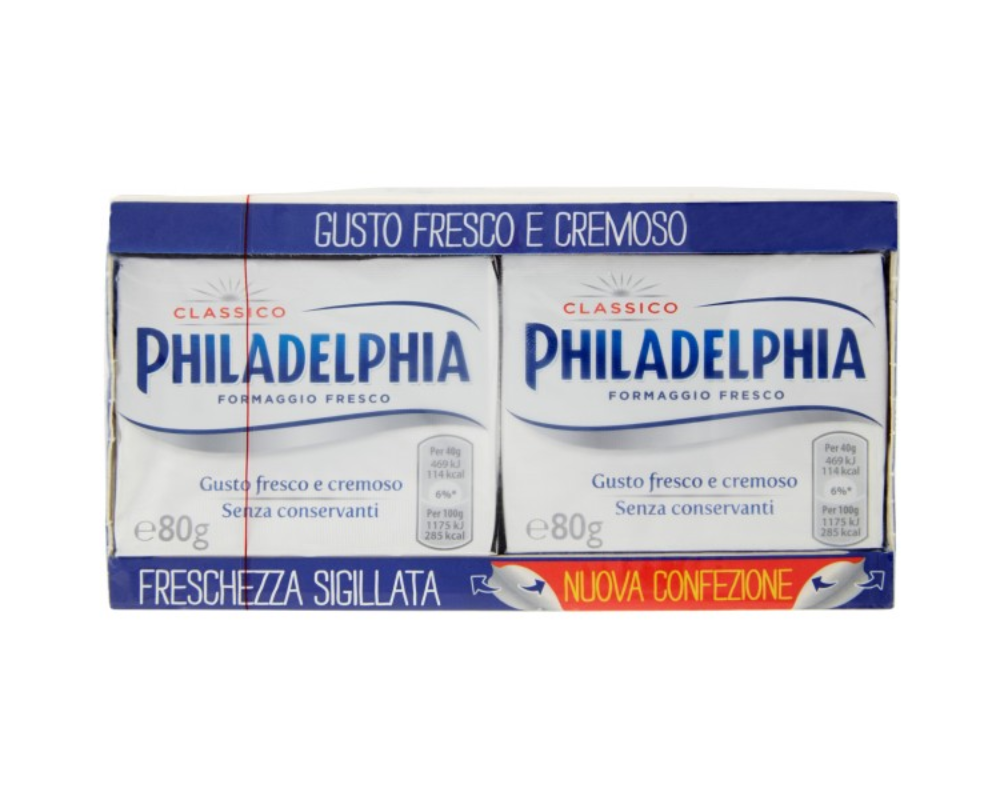 GUSTO FRESCO E CREMOSO
CLASSICO
PHILADELPHIA
FORMAGGIO FRESCO
Gusto fresco e cremoso
Senza conservanti
e80g
Per 40g
469 kJ
114 kcal
6%*
Per 100g
1175 kJ
285 kcal
CLASSICO
PHILADELPHIA
FORMAGGIO FRESCO
Gusto fresco e cremoso
Senza conservanti
e80g
Per 40g
469 kJ
114 kcal
6%*
Per 100g
1175 kJ
285 kcal
FRESCHEZZA SIGILLATA
NUOVA CONFEZIONE